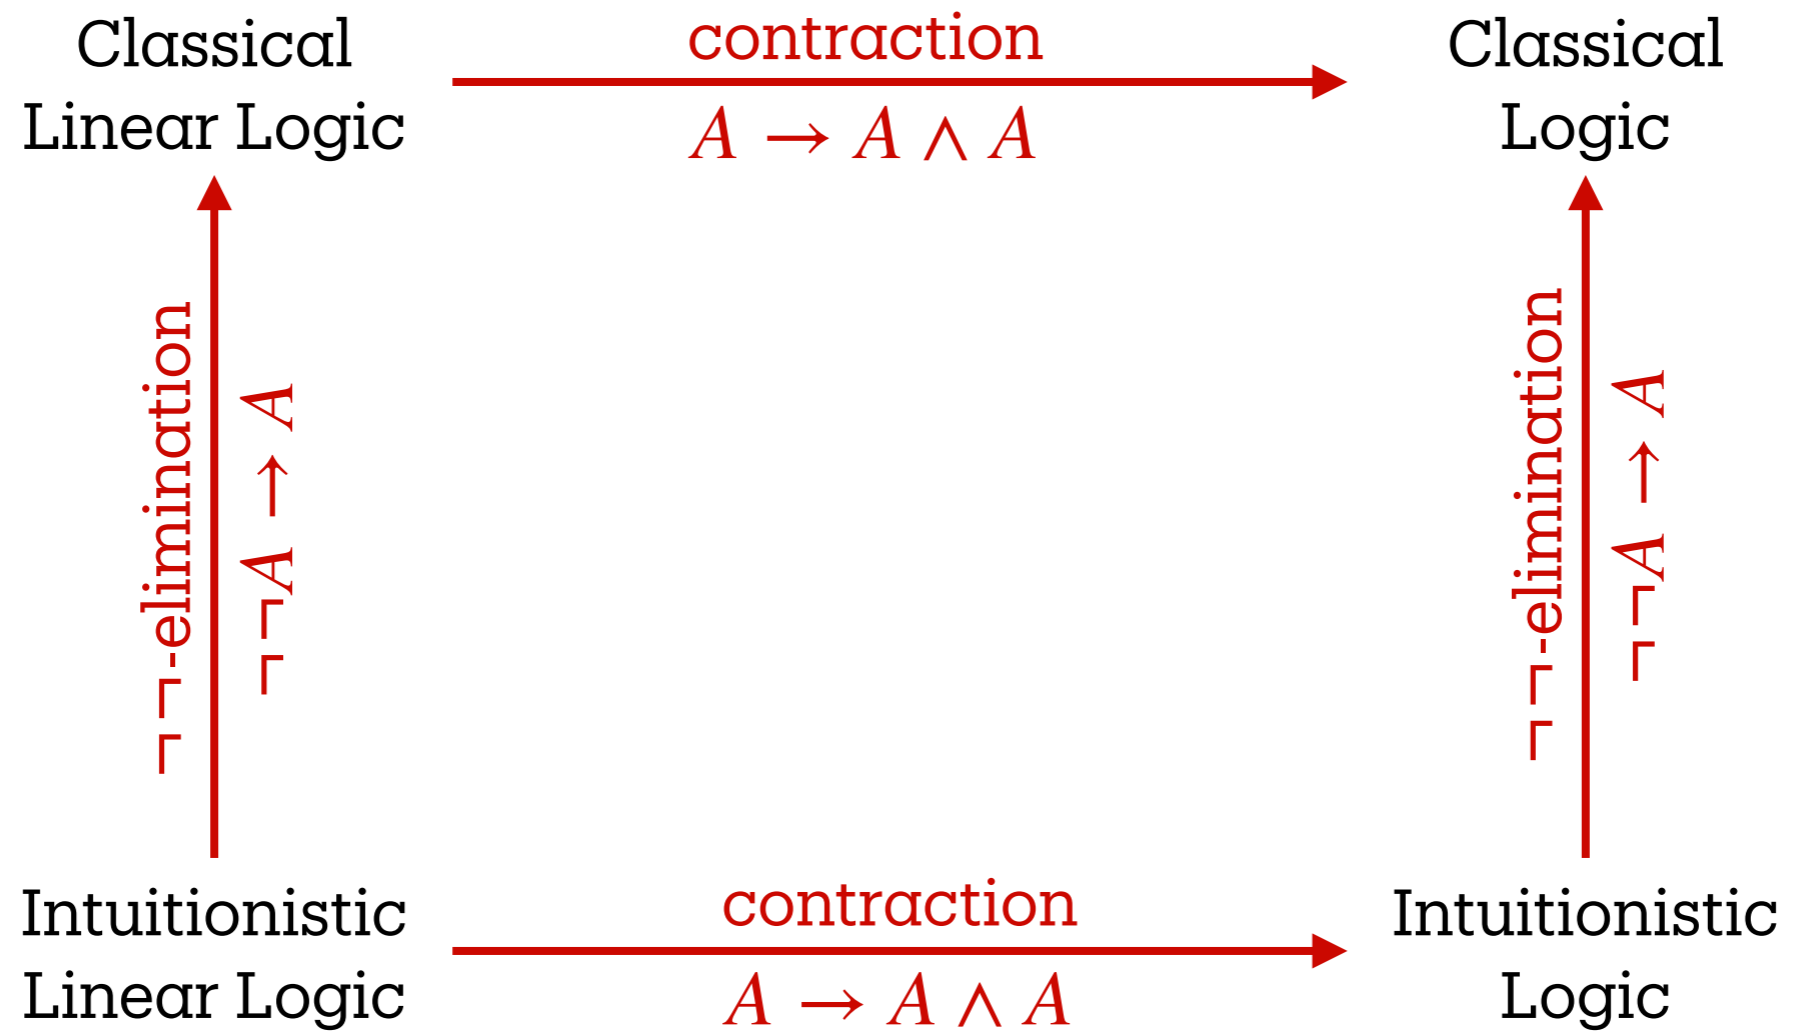 Classical
Linear Logic
contraction
A → A ∧ A
Classical
Logic
¬¬-elimination
¬¬A → A
¬¬-elimination
¬¬A → A
Intuitionistic
Linear Logic
contraction
A → A ∧ A
Intuitionistic
Logic